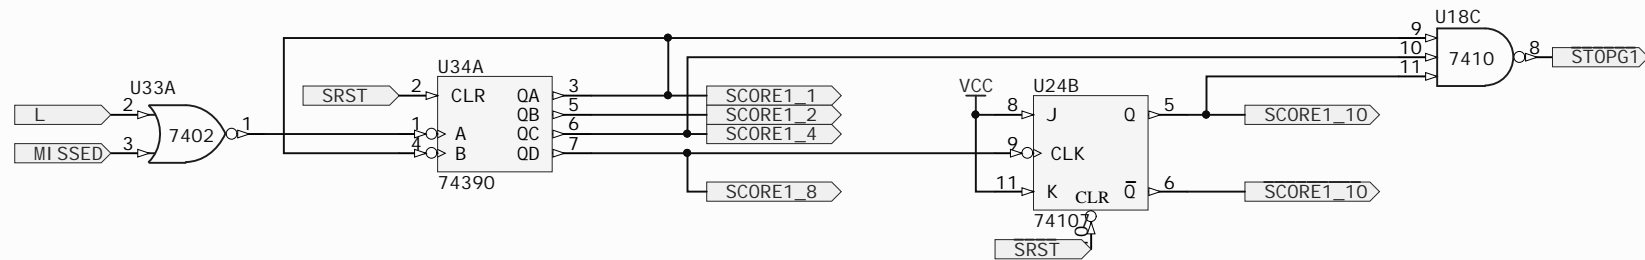 U18C
9
10
11
7410
8
STOPG1
U33A
L
2
MISSED
3
7402
1
U34A
SRST
2
CLR
QA
3
SCORE1_1
QB
5
SCORE1_2
1
A
QC
6
SCORE1_4
4
B
QD
7
SCORE1_8
74390
VCC
U24B
8
J
Q
5
SCORE1_10
9
CLK
11
K
CLR
Q
6
SCORE1_10
74107
SRST